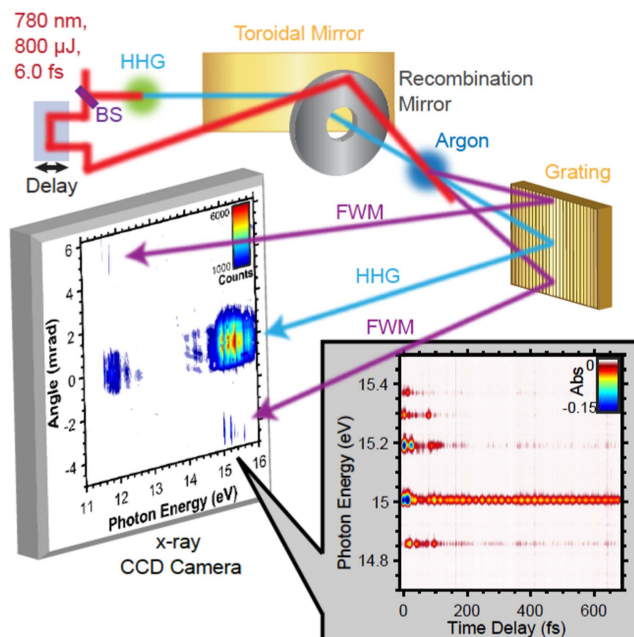 780 nm,
800 µJ,
6.0 fs
HHG
BS
Delay
Toroidal Mirror
Recombination
Mirror
Argon
Grating
FWM
HHG
FWM
6000
1000
Counts
6
4
2
0
-2
-4
Angle (mrad)
11 12 13 14 15 16
Photon Energy (eV)
x-ray
CCD Camera
0
-0.15
Abs
15.4
15.2
15
14.8
Photon Energy (eV)
0 200 400 600
Time Delay (fs)